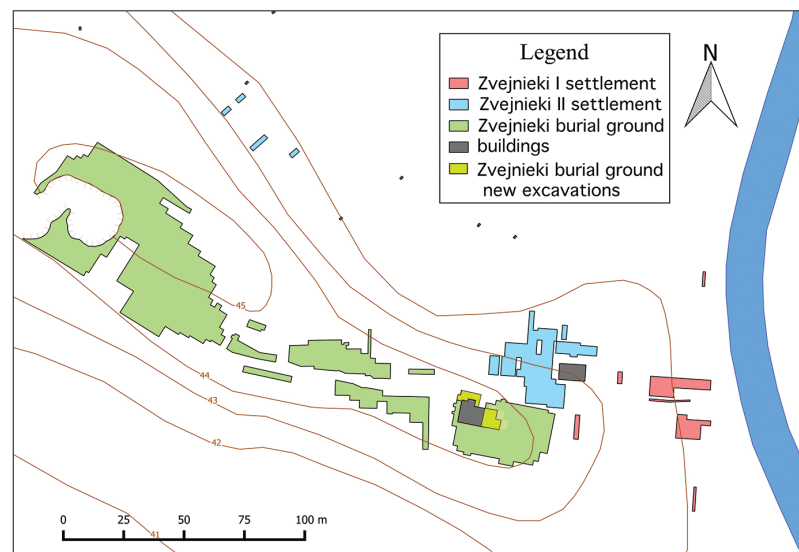 Legend
N
Zvejnieki I settlement
Zvejnieki II settlement
Zvejnieki burial ground
buildings
Zvejnieki burial ground
new excavations
45
44
43
42
41
0 25 50 75 100 m